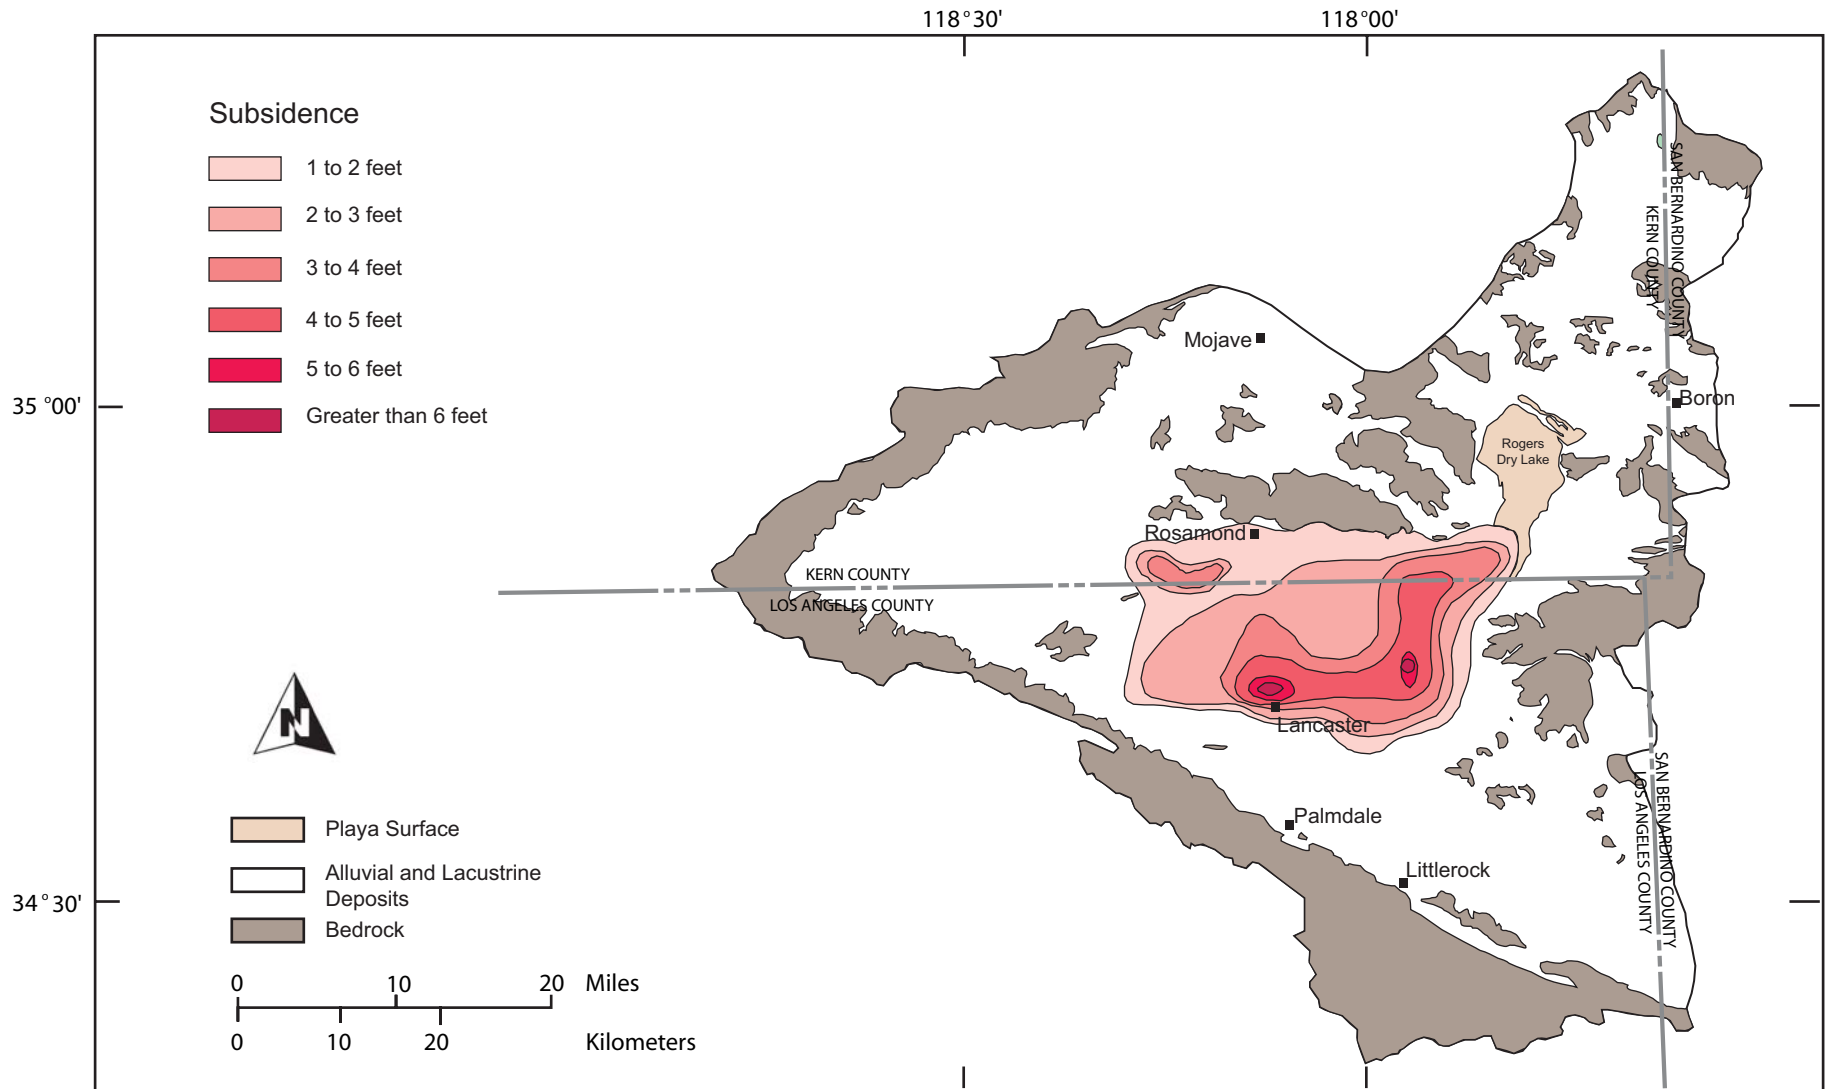 118°30'
118°00'
Subsidence
1 to 2 feet
2 to 3 feet
3 to 4 feet
4 to 5 feet
5 to 6 feet
Greater than 6 feet
35°00'
34°30'
SAN BERNARDINO COUNTY
KERN COUNTY
Mojave
Boron
Rogers
Dry Lake
Rosamond
KERN COUNTY
LOS ANGELES COUNTY
Lancaster
N
SAN BERNARDINO COUNTY
LOS ANGELES COUNTY
Palmdale
Littlerock
Playa Surface
Alluvial and Lacustrine
Deposits
Bedrock
0 10 20 Miles
0 10 20 Kilometers